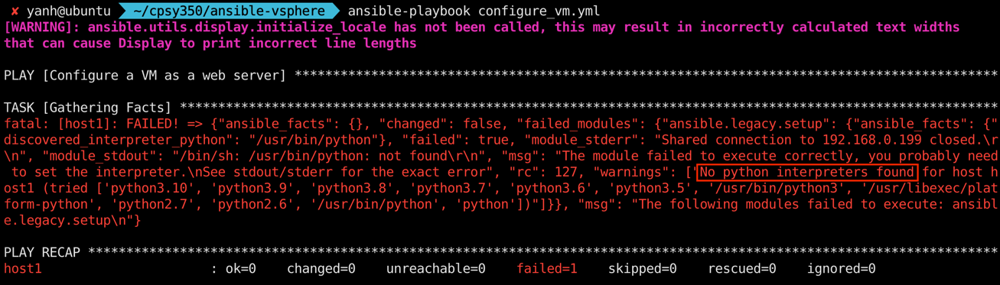 ✘ yanh@ubuntu ~/cpsy350/ansible-vsphere ansible-playbook configure_vm.yml
[WARNING]: ansible.utils.display.initialize_locale has not been called, this may result in incorrectly calculated text widths
that can cause Display to print incorrect line lengths
PLAY [Configure a VM as a web server] ********************************************************************************************
TASK [Gathering Facts] ***********************************************************************************************************
fatal: [host1]: FAILED! => {"ansible_facts": {}, "changed": false, "failed_modules": {"ansible.legacy.setup": {"ansible_facts": {"
discovered_interpreter_python": "/usr/bin/python"}, "failed": true, "module_stderr": "Shared connection to 192.168.0.199 closed.\r
\n", "module_stdout": "/bin/sh: /usr/bin/python: not found\r\n", "msg": "The module failed to execute correctly, you probably need
 to set the interpreter.\nSee stdout/stderr for the exact error", "rc": 127, "warnings": ["No python interpreters found for host h
ost1 (tried ['python3.10', 'python3.9', 'python3.8', 'python3.7', 'python3.6', 'python3.5', '/usr/bin/python3', '/usr/libexec/plat
form-python', 'python2.7', 'python2.6', '/usr/bin/python', 'python'])"]}}, "msg": "The following modules failed to execute: ansibl
e.legacy.setup\n"}
PLAY RECAP ***********************************************************************************************************************
host1                      : ok=0    changed=0    unreachable=0    failed=1    skipped=0    rescued=0    ignored=0